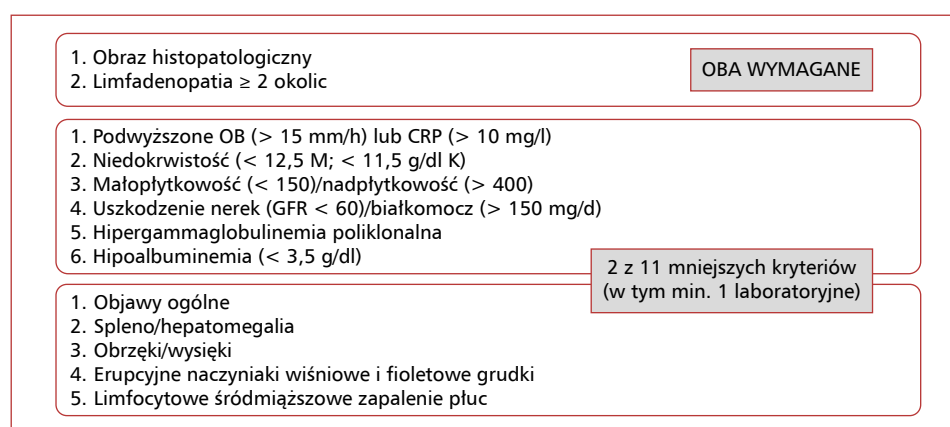 1. Obraz histopatologiczny
2. Limfadenopatia ≥ 2 okolic
OBA WYMAGANE
1. Podwyższone OB (> 15 mm/h) lub CRP (> 10 mg/l)
2. Niedokrwistość (< 12,5 M; < 11,5 g/dl K)
3. Małopłytkowość (< 150)/nadpłytkowość (> 400)
4. Uszkodzenie nerek (GFR < 60)/białkomocz (> 150 mg/d)
5. Hipergammaglobulinemia poliklonalna
6. Hipoalbuminemia (< 3,5 g/dl)
2 z 11 mniejszych kryteriów
(w tym min. 1 laboratoryjne)
1. Objawy ogólne
2. Spleno/hepatomegalia
3. Obrzęki/wysięki
4. Erupcyjne naczyniaki wiśniowe i fioletowe grudki
5. Limfocytowe śródmiąższowe zapalenie płuc